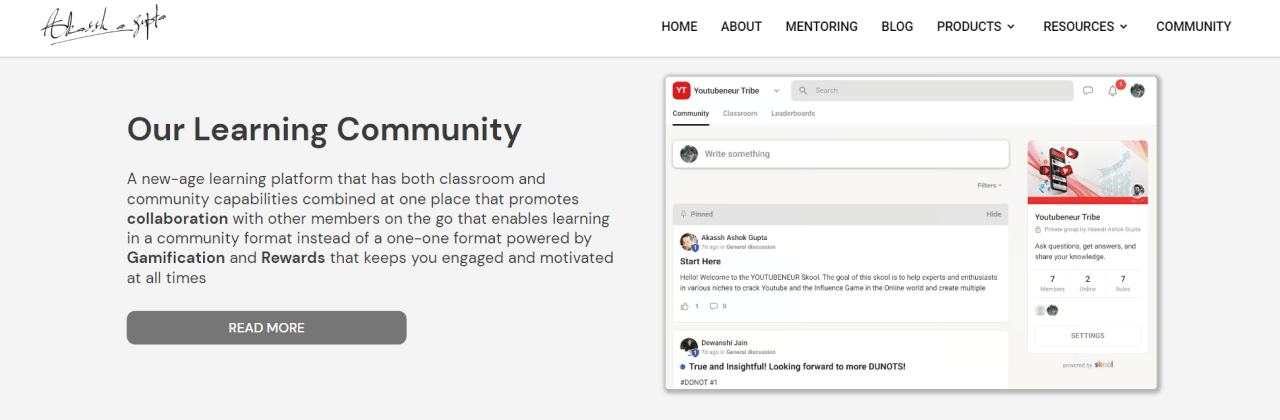 Akassh a gupta
HOME ABOUT MENTORING BLOG PRODUCTS RESOURCES COMMUNITY
Our Learning Community
A new-age learning platform that has both classroom and
community capabilities combined at one place that promotes
collaboration with other members on the go that enables learning
in a community format instead of a one-one format powered by
Gamification and Rewards that keeps you engaged and motivated
at all times
READ MORE
YT Youtubeneur Tribe
Search
Community Classroom Leaderboards
Write something
Filters
Pinned Hide
Akassh Ashok Gupta
7d ago in General discussion
Start Here
Hello! Welcome to the YOUTUBENEUR Skool. The goal of this skool is to help experts and enthusiasts
in various niches to crack Youtube and the Influence Game in the Online world and create multiple
1 0
Dewanshi Jain
7d ago in General discussion
True and Insightful! Looking forward to more DUNOTS!
#DONOT #1
Youtubeneur Tribe
Private group by Akassh Ashok Gupta
Ask questions, get answers, and
share your knowledge.
7 2 7
Members Online Rules
SETTINGS
powered by skool